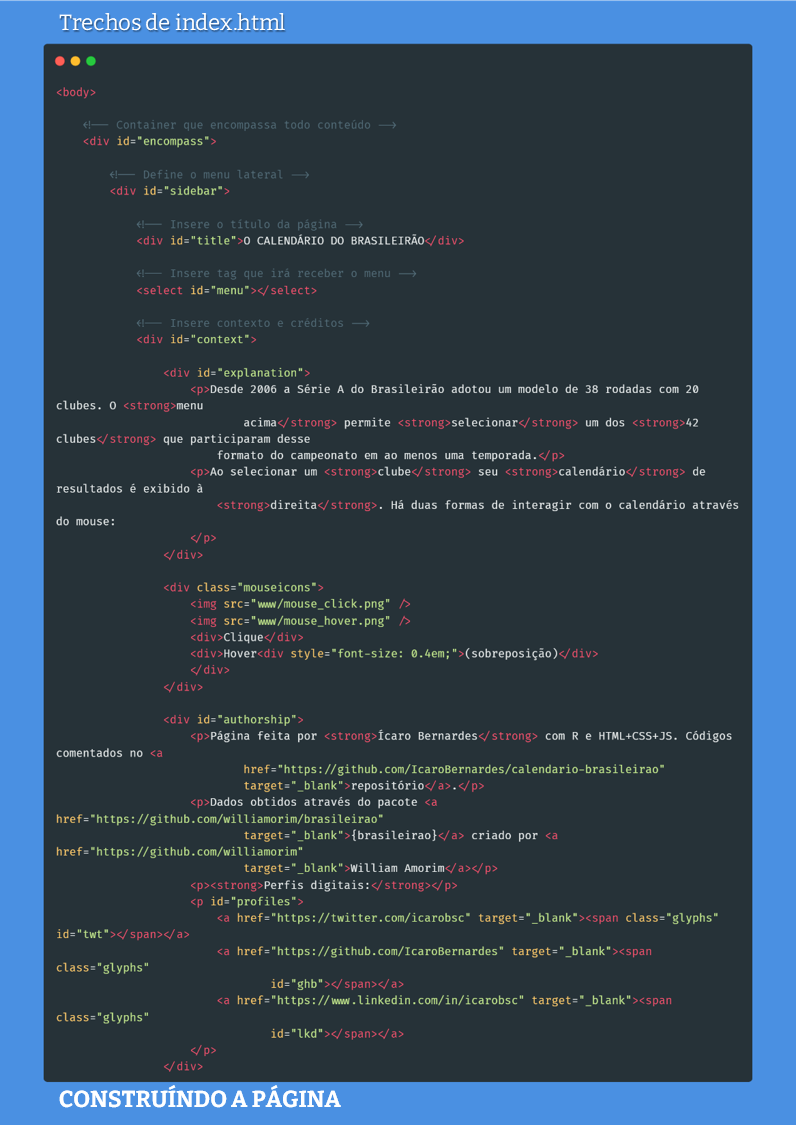 Trechos de index.html
<body>
<!-- Container que encompassa todo conteúdo -->
<div id="encompass">
<!-- Define o menu lateral -->
<div id="sidebar">
<!-- Insere o título da página -->
<div id="title">O CALENDÁRIO DO BRASILEIRÃO</div>
<!-- Insere tag que irá receber o menu -->
<select id="menu"></select>
<!-- Insere contexto e créditos -->
<div id="context">
<div id="explanation">
<p>Desde 2006 a Série A do Brasileirão adotou um modelo de 38 rodadas com 20
clubes. O <strong>menu
acima</strong> permite <strong>selecionar</strong> um dos <strong>42
clubes</strong> que participaram desse
formato do campeonato em ao menos uma temporada.</p>
<p>Ao selecionar um <strong>clube</strong> seu <strong>calendário</strong> de
resultados é exibido à
<strong>direita</strong>. Há duas formas de interagir com o calendário através
do mouse:
</p>
</div>
<div class="mouseicons">
<img src="www/mouse_click.png" />
<img src="www/mouse_hover.png" />
<div>Clique</div>
<div>Hover<div style="font-size: 0.4em;">(sobreposição)</div>
</div>
</div>
<div id="authorship">
<p>Página feita por <strong>Ícaro Bernardes</strong> com R e HTML+CSS+JS. Códigos
comentados no <a
href="https://github.com/IcaroBernardes/calendario-brasileirao"
target="_blank">repositório</a>.</p>
<p>Dados obtidos através do pacote <a
href="https://github.com/williamorim/brasileirao"
target="_blank">{brasileirao}</a> criado por <a
href="https://github.com/williamorim"
target="_blank">William Amorim</a></p>
<p><strong>Perfis digitais:</strong></p>
<p id="profiles">
<a href="https://twitter.com/icarobsc" target="_blank"><span class="glyphs"
id="twt"></span></a>
<a href="https://github.com/IcaroBernardes" target="_blank"><span
class="glyphs"
id="ghb"></span></a>
<a href="https://www.linkedin.com/in/icarobsc" target="_blank"><span
class="glyphs"
id="lkd"></span></a>
</p>
</div>
CONSTRUÍNDO A PÁGINA